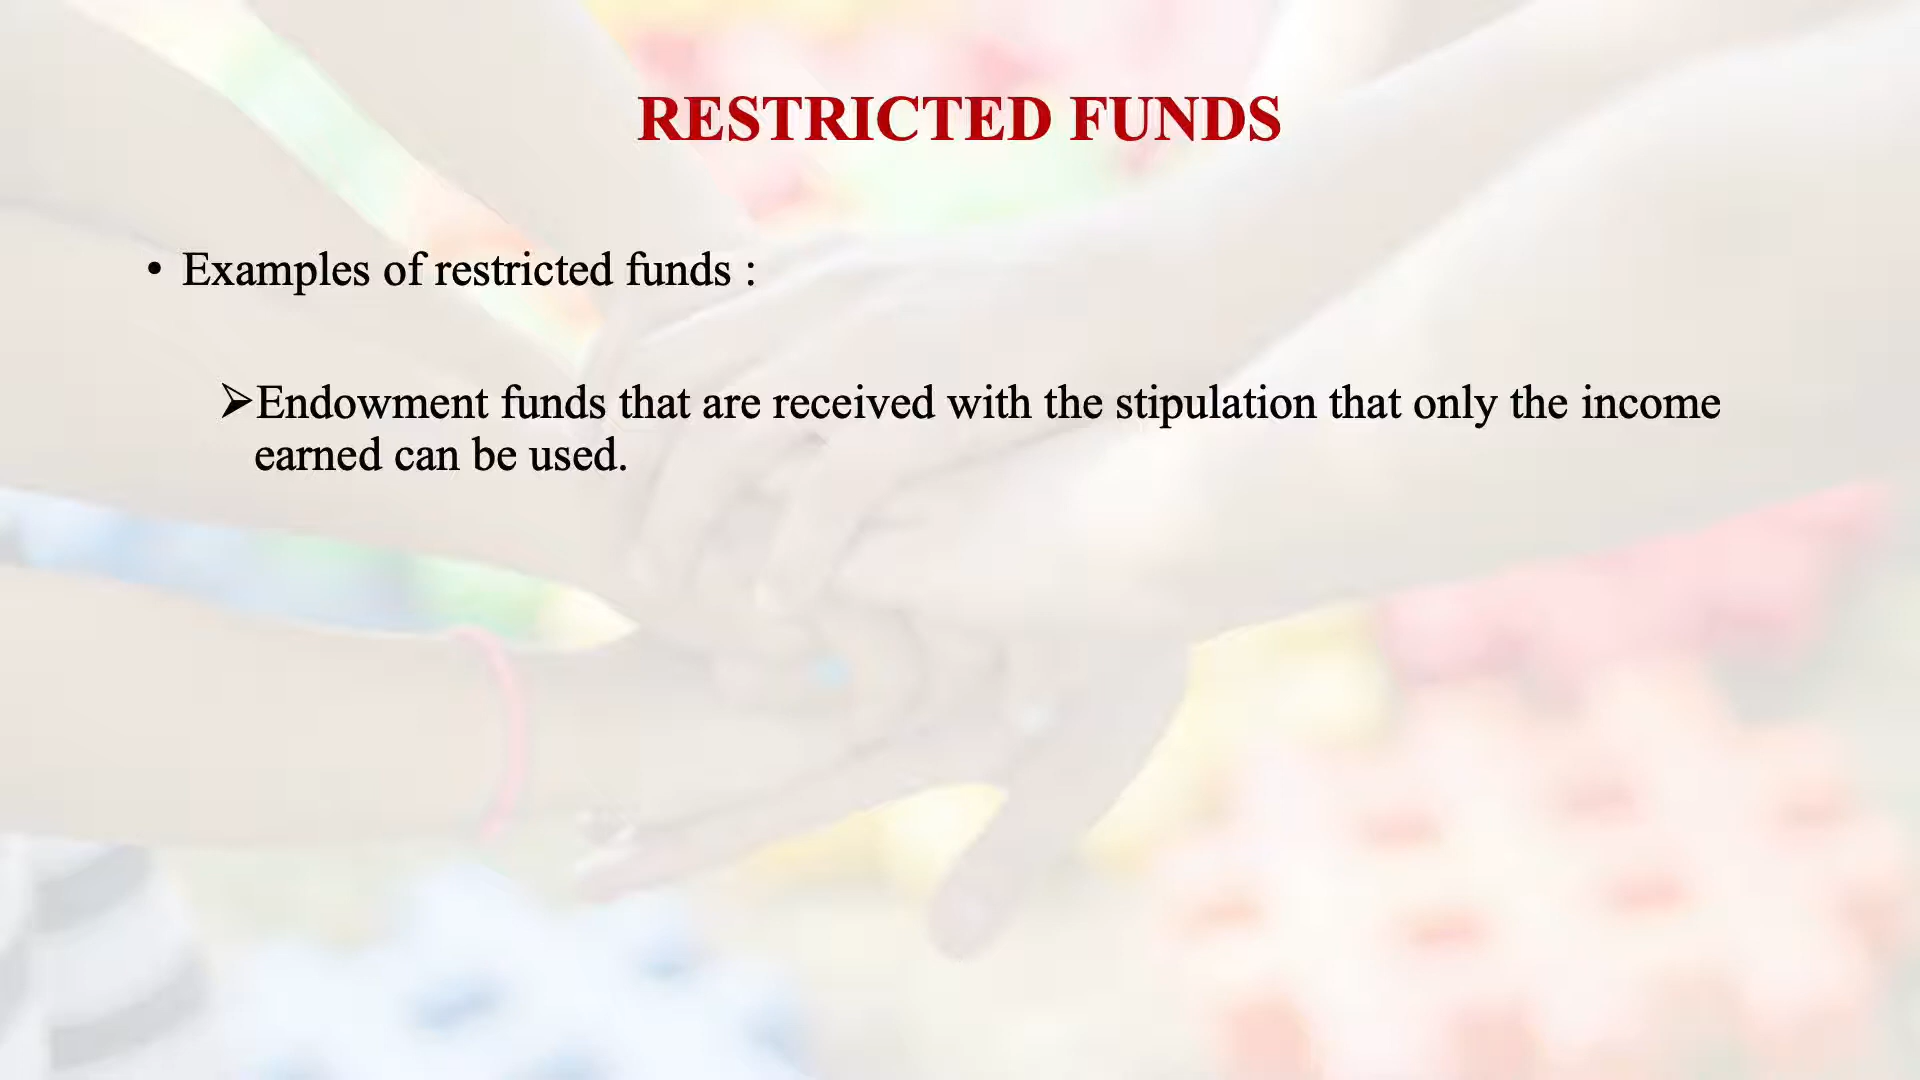 RESTRICTED FUNDS
• Examples of restricted funds :
➢Endowment funds that are received with the stipulation that only the income
earned can be used.